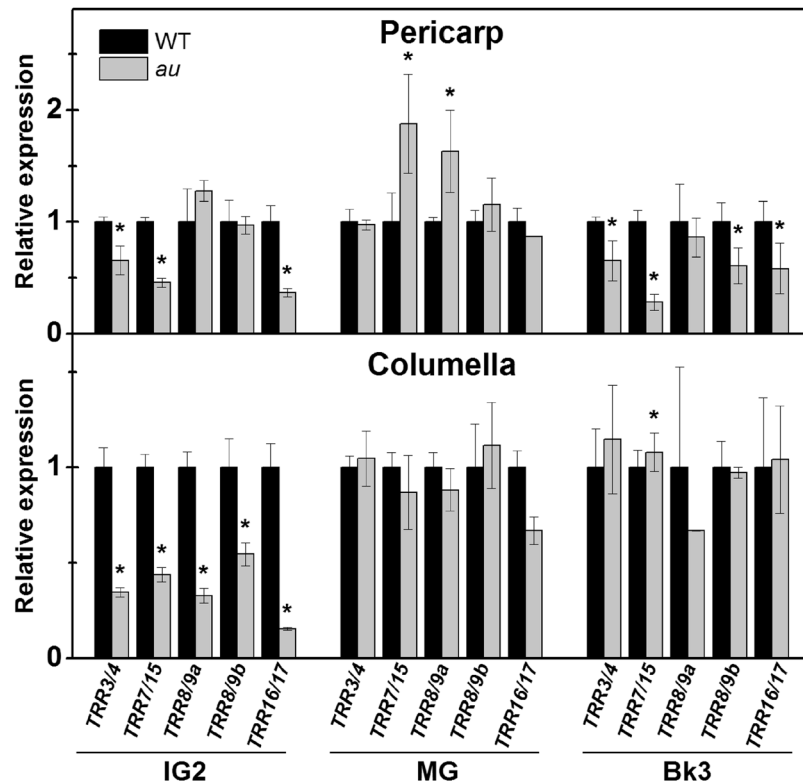 Pericarp
WT
au
Relative expression
2
1
0
* * * * * * * * *
Columella
Relative expression
1
0
* * * * * *
TRR3/4 TRR7/15 TRR8/9a TRR8/9b TRR16/17 TRR3/4 TRR7/15 TRR8/9a TRR8/9b TRR16/17 TRR3/4 TRR7/15 TRR8/9a TRR8/9b TRR16/17
IG2 MG Bk3